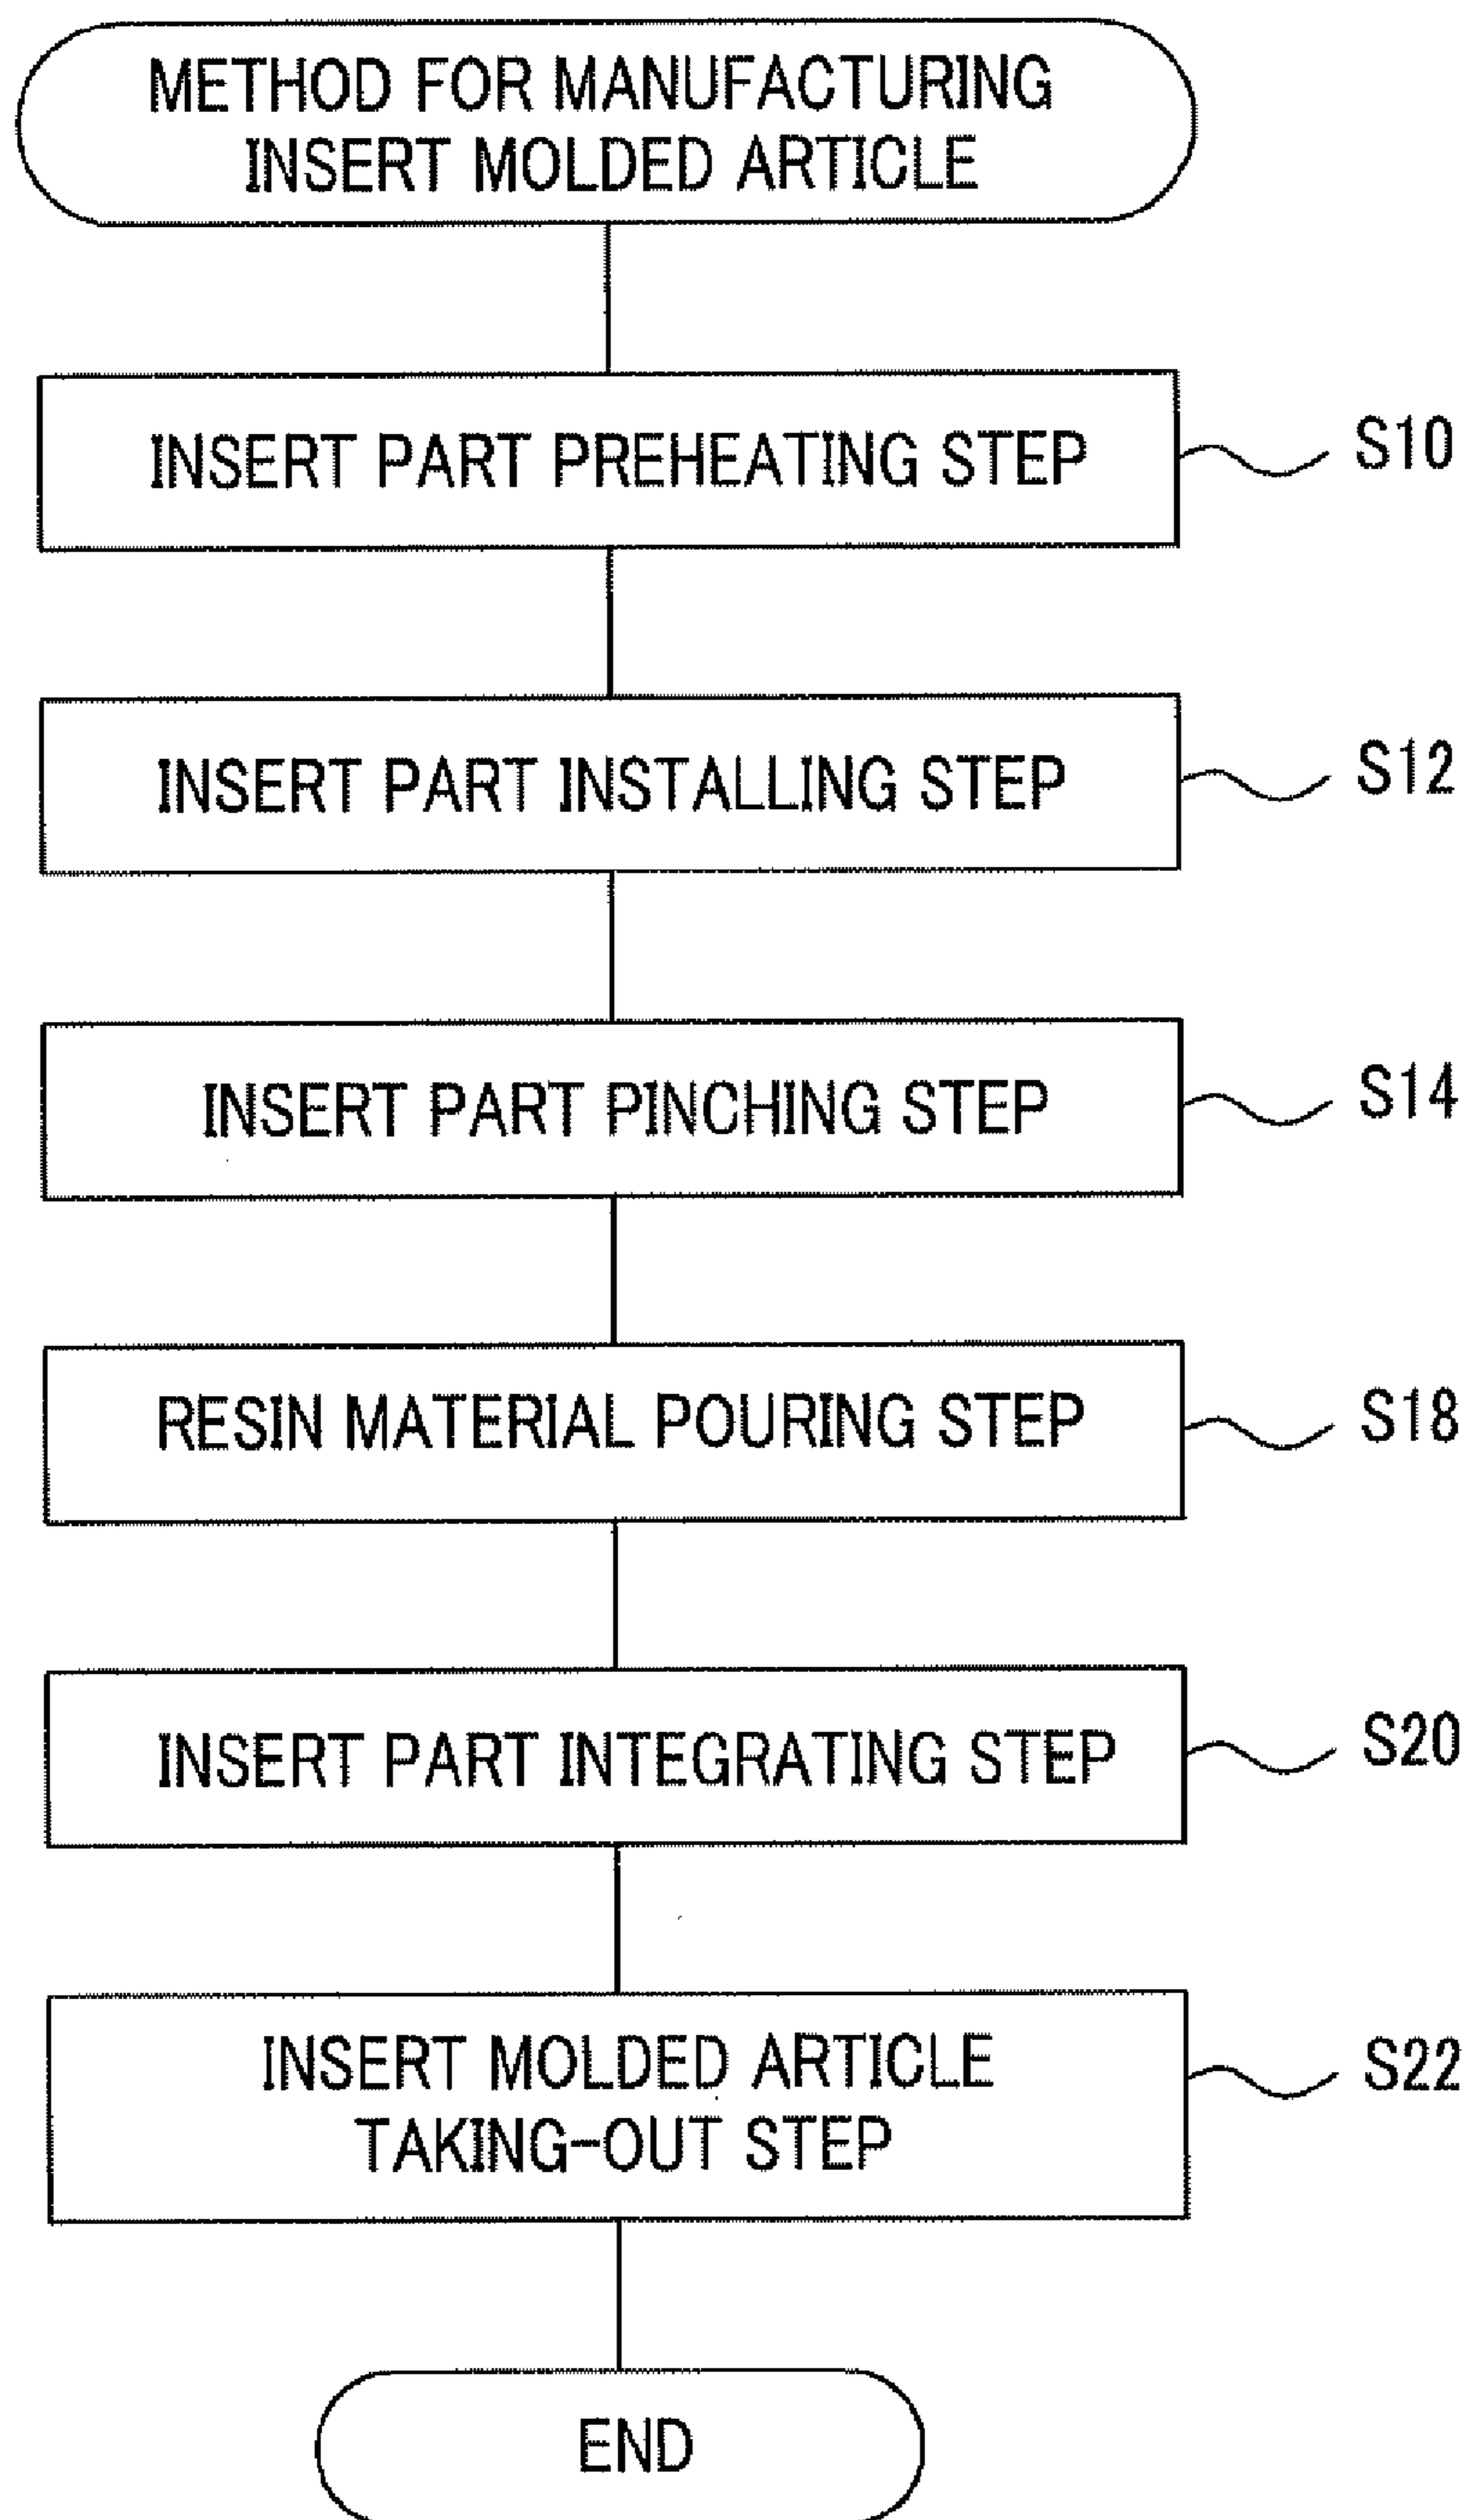 METHOD FOR MANUFACTURING
INSERT MOLDED ARTICLE
INSERT PART PREHEATING STEP
S10
INSERT PART INSTALLING STEP
S12
INSERT PART PINCHING STEP
S14
RESIN MATERIAL POURING STEP
S18
INSERT PART INTEGRATING STEP
S20
INSERT MOLDED ARTICLE
TAKING-OUT STEP
S22
END